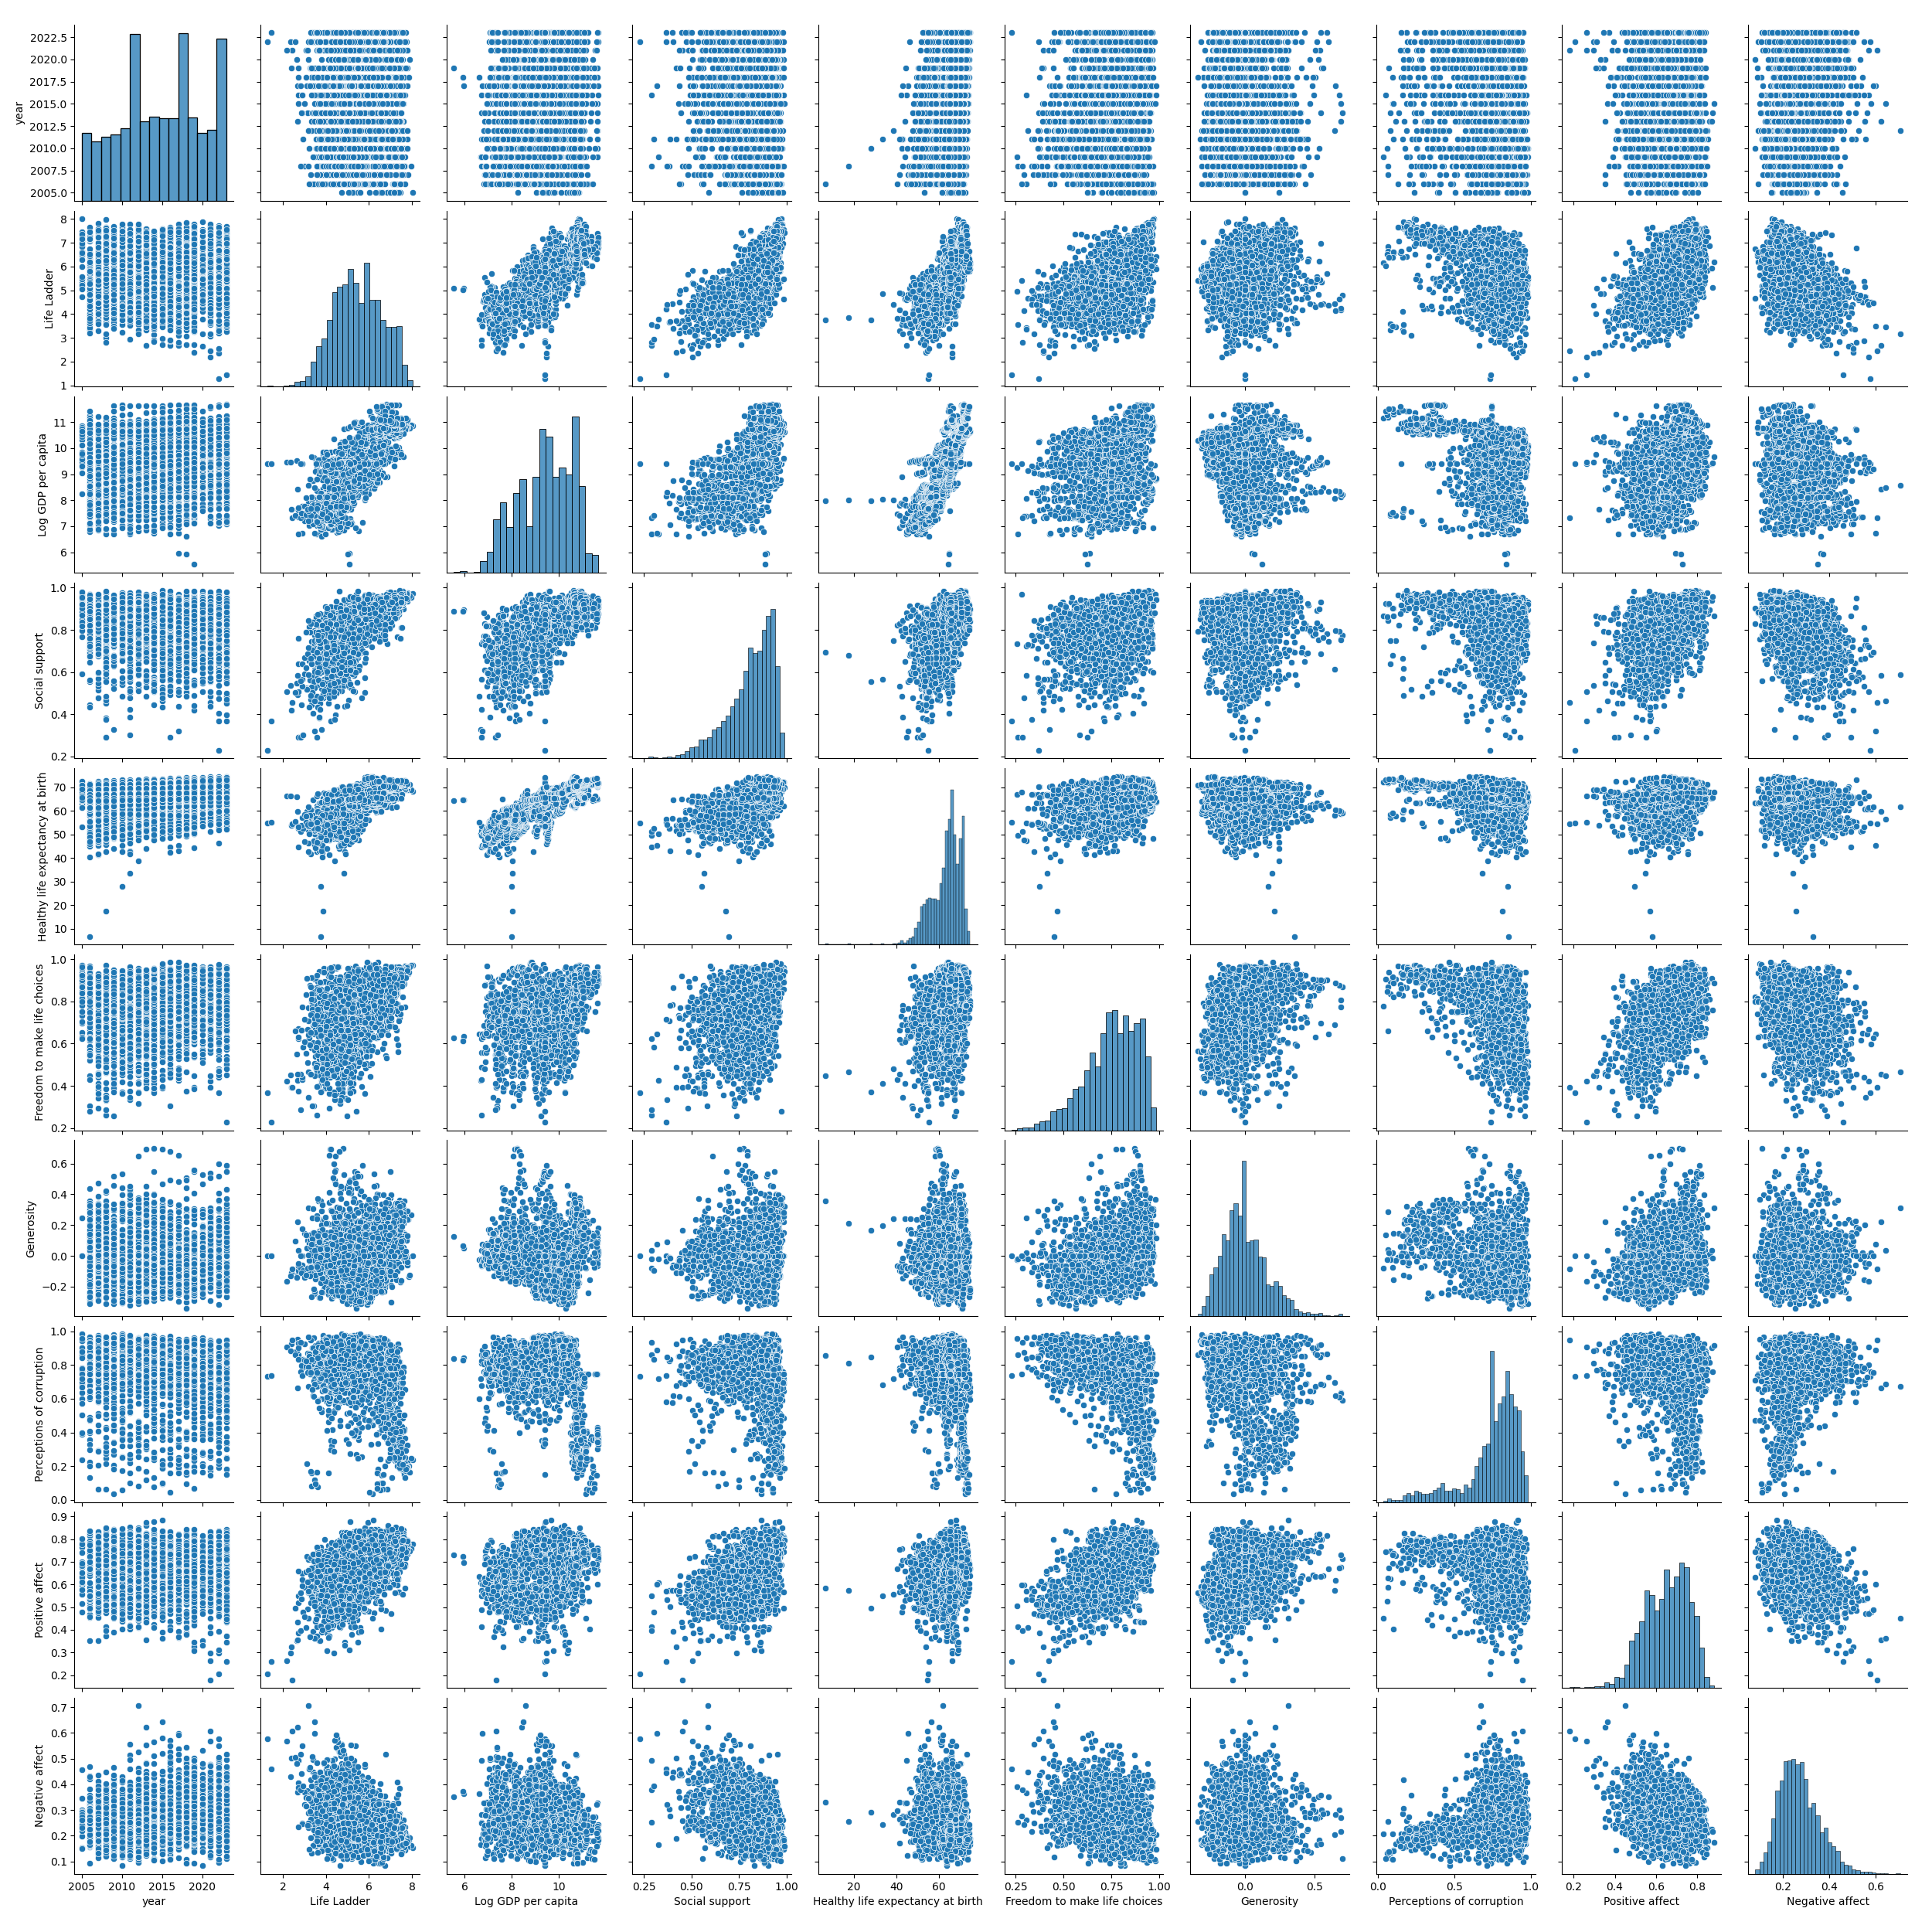 2022.5
2020.0
2017.5
2015.0
2012.5
2010.0
2007.5
2005.0
year
8
7
6
5
4
3
2
1
Life Ladder
11
10
9
8
7
6
Log GDP per capita
1.0
0.8
0.6
0.4
0.2
Social support
70
60
50
40
30
20
10
Healthy life expectancy at birth
1.0
0.8
0.6
0.4
0.2
Freedom to make life choices
0.6
0.4
0.2
0.0
−0.2
Generosity
1.0
0.8
0.6
0.4
0.2
0.0
Perceptions of corruption
0.9
0.8
0.7
0.6
0.5
0.4
0.3
0.2
Positive affect
0.7
0.6
0.5
0.4
0.3
0.2
0.1
Negative affect
2005 2010 2015 2020
year
2 4 6 8
Life Ladder
6 8 10
Log GDP per capita
0.25 0.50 0.75 1.00
Social support
20 40 60
Healthy life expectancy at birth
0.25 0.50 0.75 1.00
Freedom to make life choices
0.0 0.5
Generosity
0.0 0.5 1.0
Perceptions of corruption
0.2 0.4 0.6 0.8
Positive affect
0.2 0.4 0.6
Negative affect